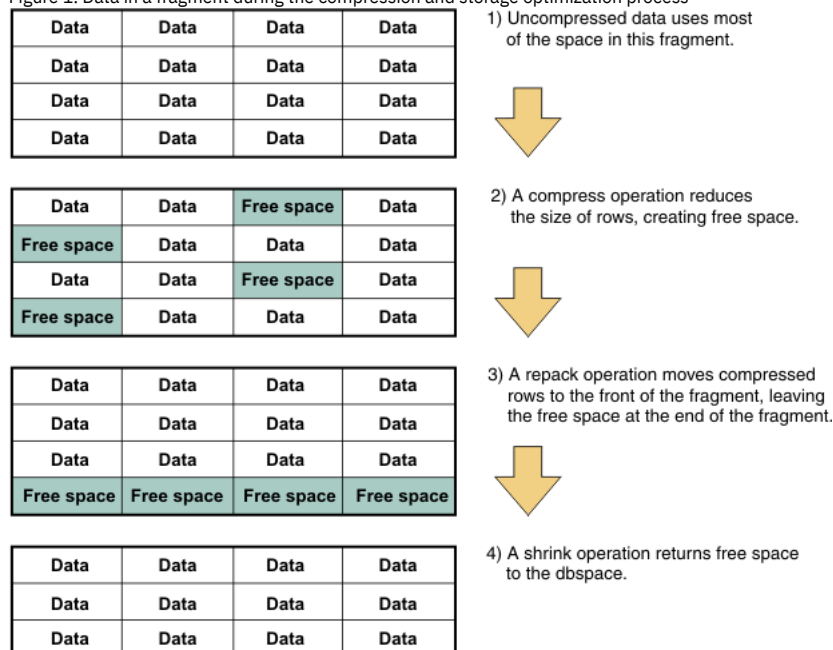 Figure 1. Data in a fragment during the compression and storage optimization process
Data Data Data Data
Data Data Data Data
Data Data Data Data
Data Data Data Data
1) Uncompressed data uses most
of the space in this fragment.
Data Data Free space Data
Free space Data Data Data
Data Data Free space Data
Free space Data Data Data
2) A compress operation reduces
the size of rows, creating free space.
Data Data Data Data
Data Data Data Data
Data Data Data Data
Free space Free space Free space Free space
3) A repack operation moves compressed
rows to the front of the fragment, leaving
the free space at the end of the fragment.
Data Data Data Data
Data Data Data Data
Data Data Data Data
4) A shrink operation returns free space
to the dbspace.